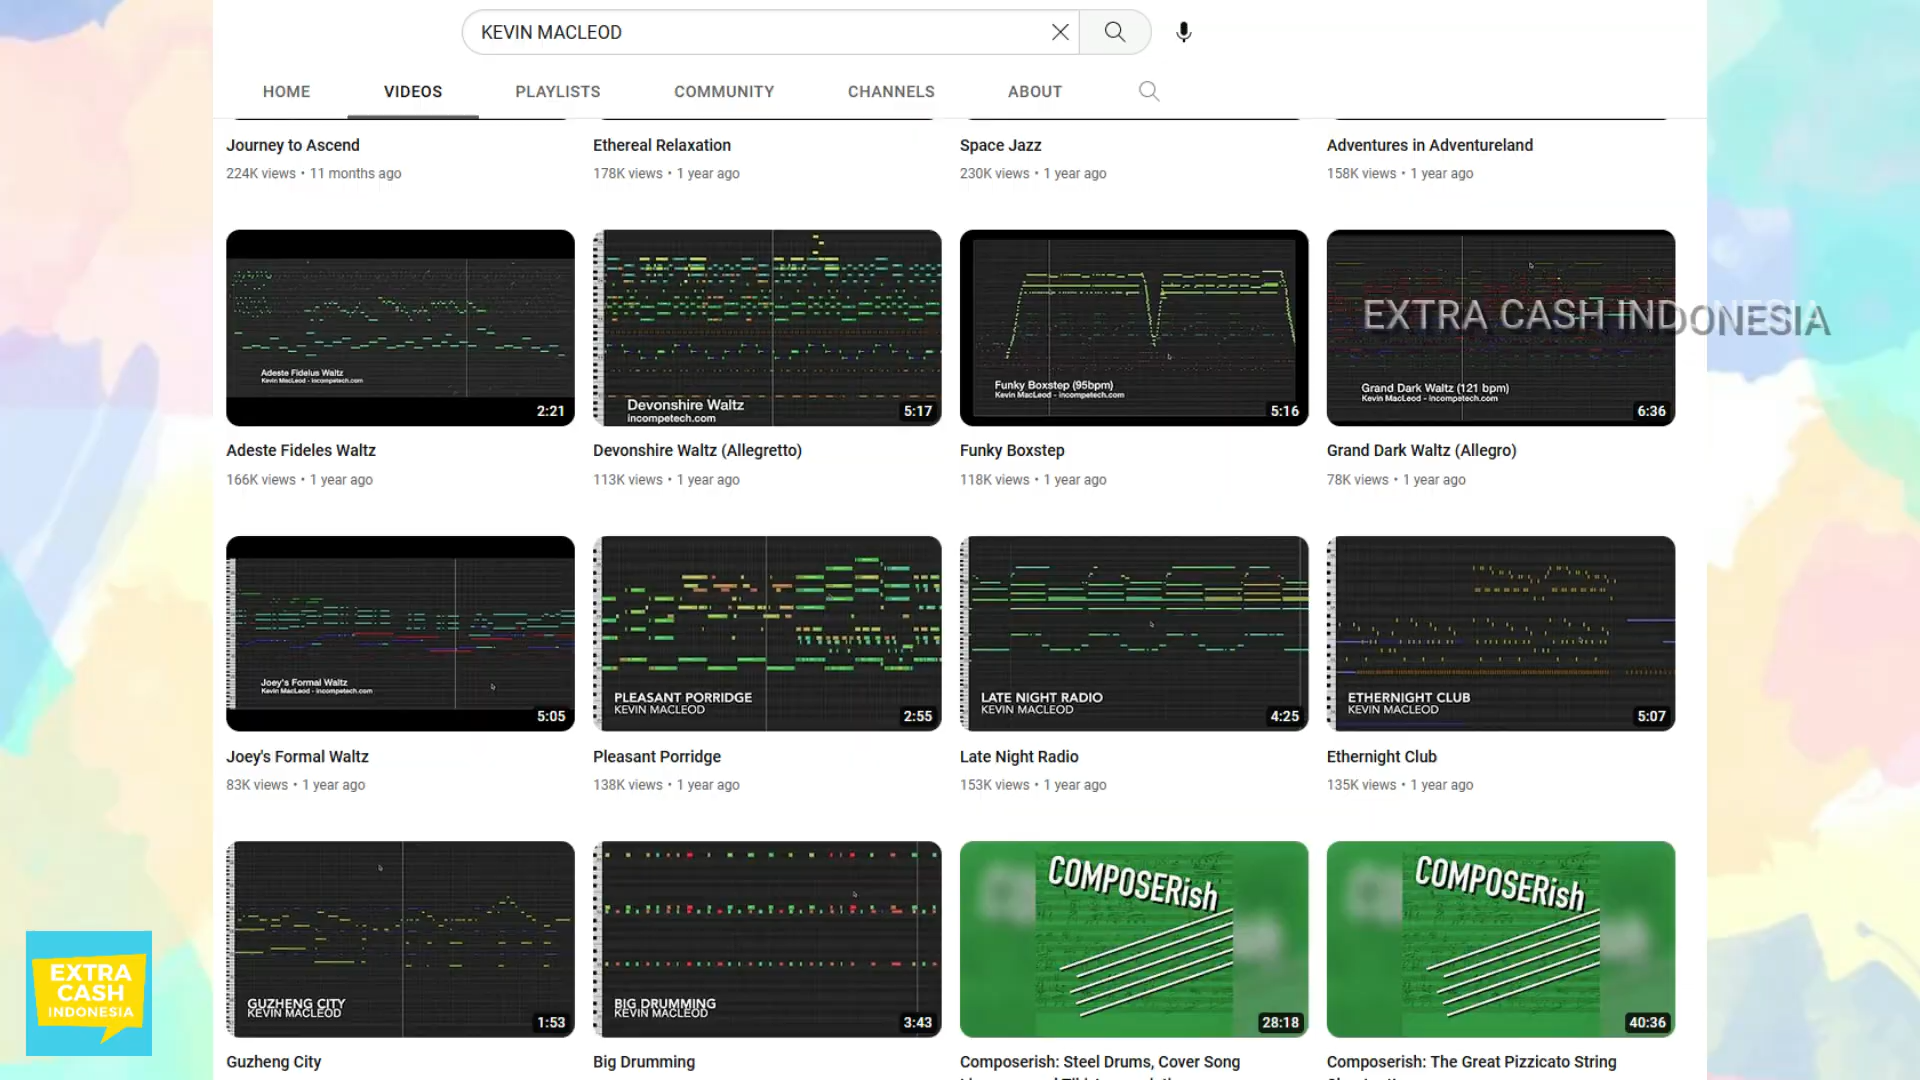 KEVIN MACLEOD
HOME VIDEOS PLAYLISTS COMMUNITY CHANNELS ABOUT
Journey to Ascend
224K views • 11 months ago
Ethereal Relaxation
178K views • 1 year ago
Space Jazz
230K views • 1 year ago
Adventures in Adventureland
158K views • 1 year ago
Adeste Fidelus Waltz
Kevin MacLeod - incompetech.com
2:21
Adeste Fideles Waltz
166K views • 1 year ago
Devonshire Waltz
incompetech.com
5:17
Devonshire Waltz (Allegretto)
113K views • 1 year ago
Funky Boxstep (95bpm)
Kevin MacLeod - incompetech.com
5:16
Funky Boxstep
118K views • 1 year ago
EXTRA CASH INDONESIA
Grand Dark Waltz (121 bpm)
Kevin MacLeod - incompetech.com
6:36
Grand Dark Waltz (Allegro)
78K views • 1 year ago
Joey's Formal Waltz
Kevin MacLeod - incompetech.com
5:05
Joey's Formal Waltz
83K views • 1 year ago
PLEASANT PORRIDGE
KEVIN MACLEOD
2:55
Pleasant Porridge
138K views • 1 year ago
LATE NIGHT RADIO
KEVIN MACLEOD
4:25
Late Night Radio
153K views • 1 year ago
ETHERNIGHT CLUB
KEVIN MACLEOD
5:07
Ethernight Club
135K views • 1 year ago
GUZHENG CITY
KEVIN MACLEOD
1:53
Guzheng City
BIG DRUMMING
KEVIN MACLEOD
3:43
Big Drumming
COMPOSERish
28:18
Composerish: Steel Drums, Cover Song
COMPOSERish
40:36
Composerish: The Great Pizzicato String
EXTRA
CASH
INDONESIA